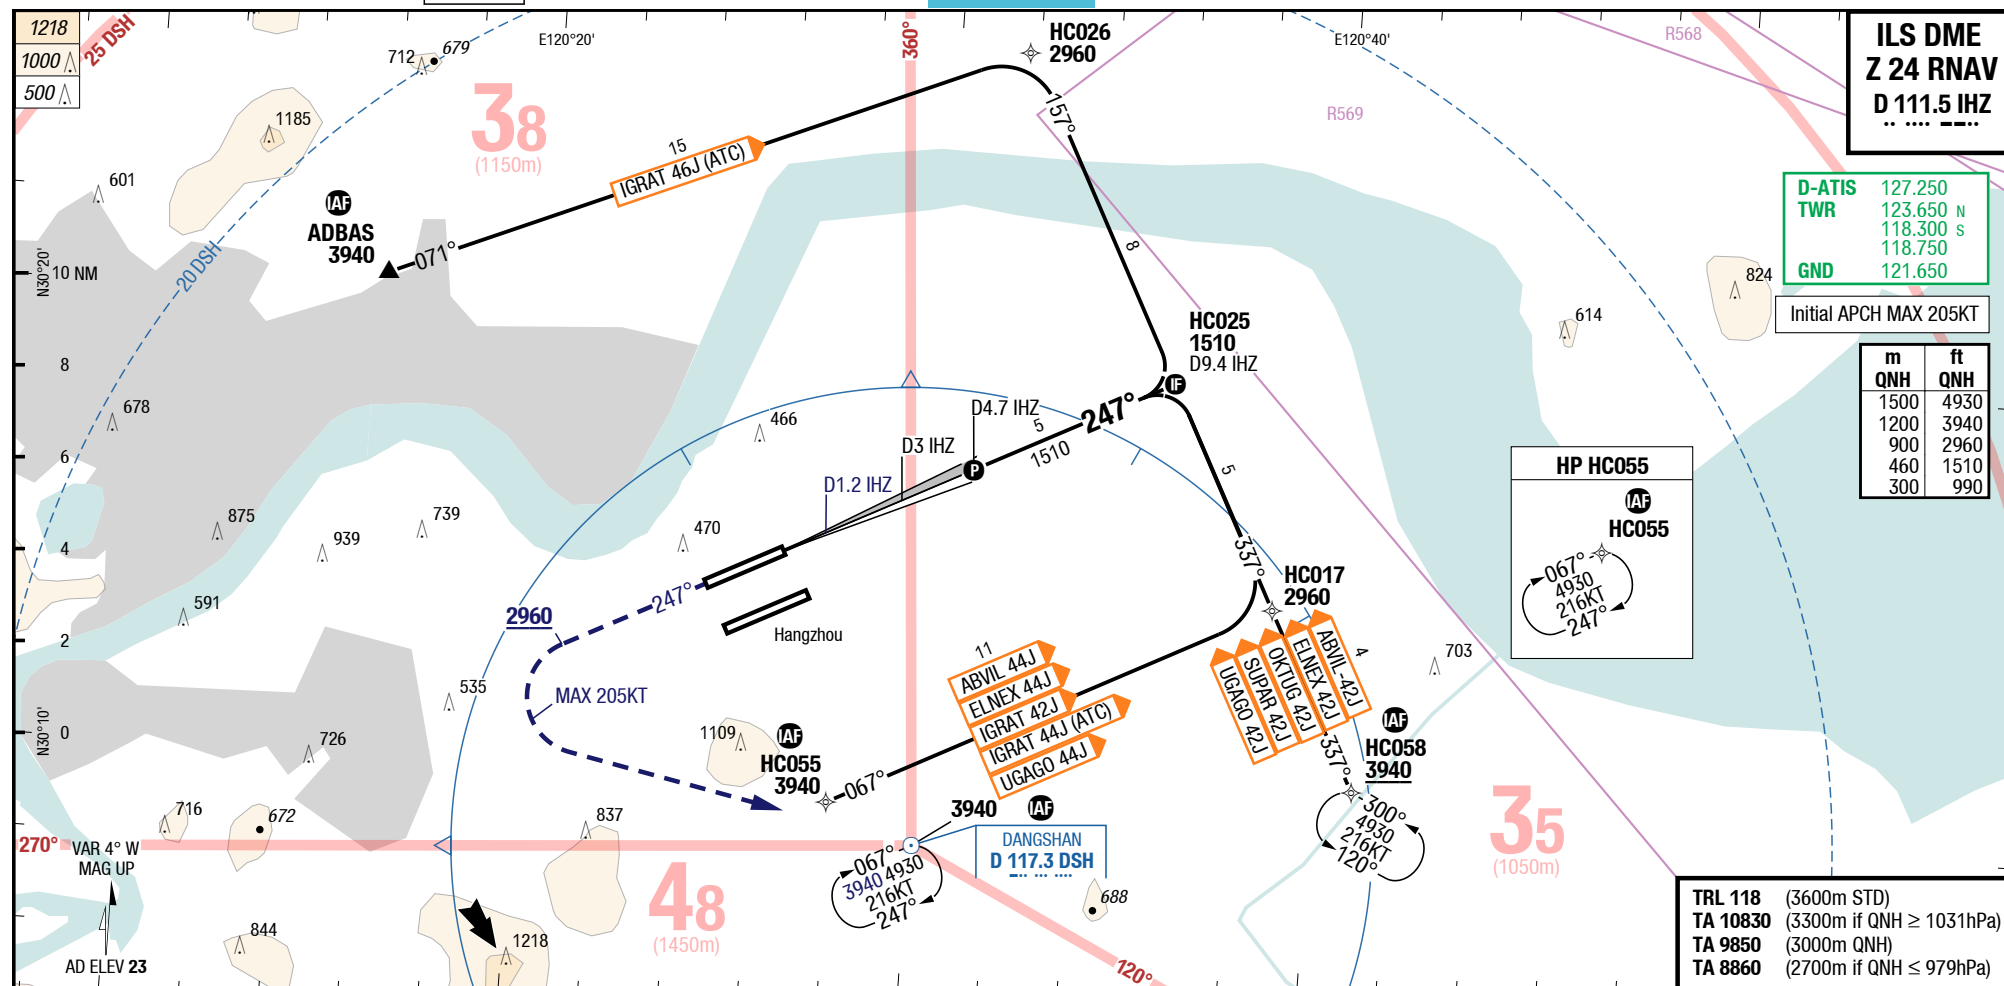 1218
1000
500
25 DSH
712
679
E120°20'
360°
HC026
2960
E120°40'
R568
R569
ILS DME
Z 24 RNAV
D 111.5 IHZ
1185
38
(1150m)
15
IGRAT 46J (ATC)
157°
601
IAF
ADBAS
3940
071°
20 DSH
N30°20'
10 NM
8
D-ATIS 127.250
TWR 123.650 N
118.300 S
118.750
GND 121.650
824
614
Initial APCH MAX 205KT
HC025
1510
D9.4 IHZ
IF
m ft
QNH QNH
1500 4930
1200 3940
900 2960
460 1510
300 990
8
678
466
D4.7 IHZ
5
247°
1510
D3 IHZ
P
D1.2 IHZ
5
6
HP HC055
IAF
HC055
067°
4930
216KT
247°
875
939
739
470
4
337°
HC017
2960
591
247°
2960
Hangzhou
2
11
ABVIL 44J
ELNEX 44J
IGRAT 42J
IGRAT 44J (ATC)
UGAGO 44J
UGAGO 42J
SUPAR 42J
OKTUG 42J
ELNEX 42J
ABVIL-42J
4
703
535
MAX 205KT
N30°10'
0
726
1109
IAF
HC055
3940
067°
337°
IAF
HC058
3940
300°
4930
216KT
120°
35
(1050m)
716
672
837
3940
IAF
DANGSHAN
D 117.3 DSH
270°
VAR 4° W
MAG UP
067°
3940 4930
216KT
247°
48
(1450m)
688
844
1218
AD ELEV 23
120°
TRL 118 (3600m STD)
TA 10830 (3300m if QNH ≥ 1031hPa)
TA 9850 (3000m QNH)
TA 8860 (2700m if QNH ≤ 979hPa)